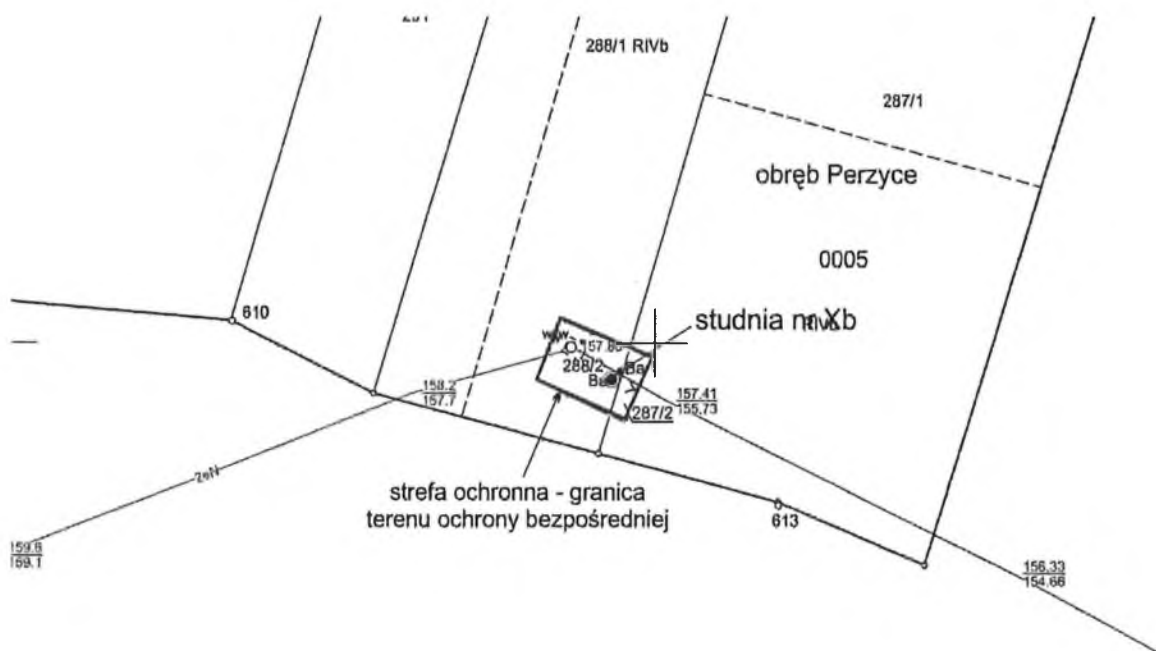 288/1 RIVb
287/1
obręb Perzyce
0005
610
studnia nr Xb
157.86
288/2
Ba
Ba
158.2
157.7
157.41
155.73
287/2
2eN
strefa ochronna - granica
terenu ochrony bezpośredniej
613
159.6
159.1
156.33
154.66